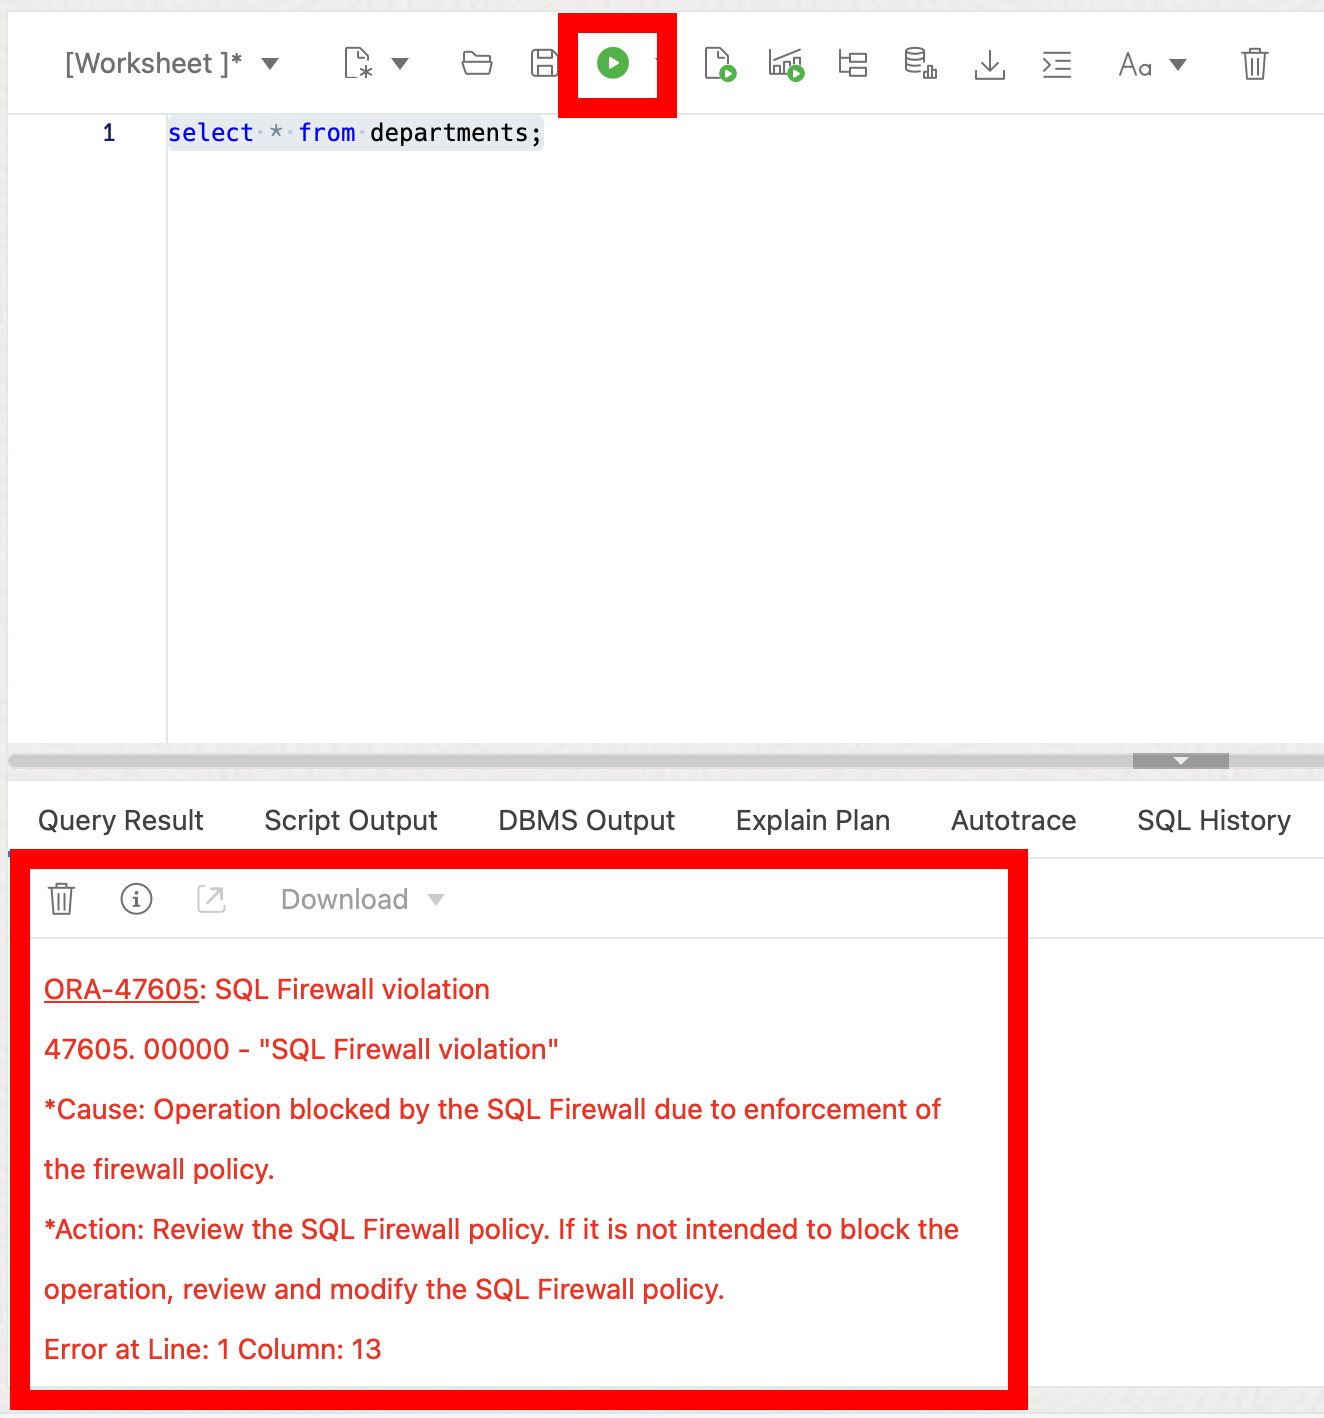 [Worksheet ]*
Aa
1 select * from departments;
Query Result Script Output DBMS Output Explain Plan Autotrace SQL History
Download
ORA-47605: SQL Firewall violation
47605. 00000 - "SQL Firewall violation"
*Cause: Operation blocked by the SQL Firewall due to enforcement of
the firewall policy.
*Action: Review the SQL Firewall policy. If it is not intended to block the
operation, review and modify the SQL Firewall policy.
Error at Line: 1 Column: 13